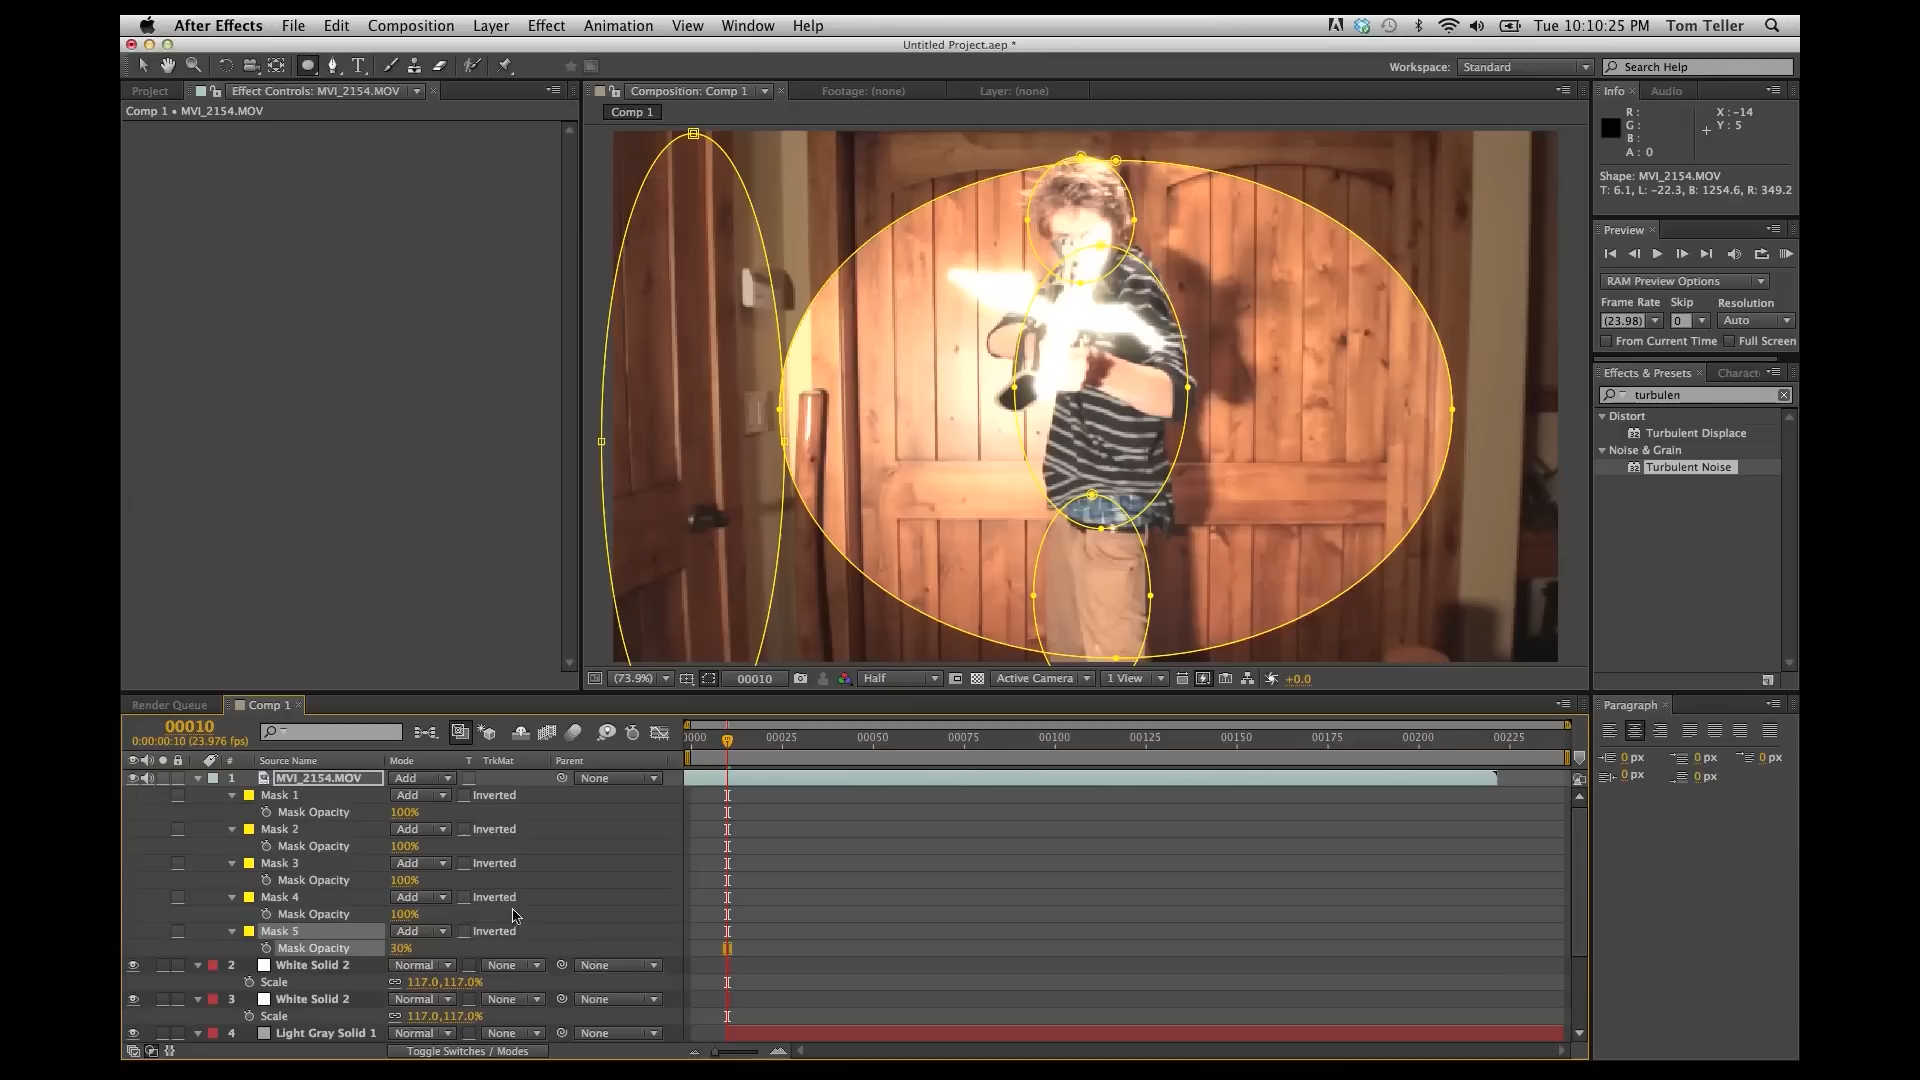 After Effects File Edit Composition Layer Effect Animation View Window Help Tue 10:10:25 PM Tom Teller
Untitled Project.aep *
Workspace: Standard Search Help
Project Effect Controls: MVI_2154.MOV Composition: Comp 1 Footage: (none) Layer: (none) Info Audio
Comp 1 • MVI_2154.MOV
Comp 1
R: X: -14
G: Y: 5
B:
A: 0
Shape: MVI_2154.MOV
T: 6.1, L: -22.3, B: 1254.6, R: 349.2
Preview
RAM Preview Options
Frame Rate Skip Resolution
(23.98) 0 Auto
From Current Time Full Screen
Effects & Presets Charact
turbulen
Distort
Turbulent Displace
Noise & Grain
Turbulent Noise
(73.9%) 00010 Half Active Camera 1 View +0.0
Render Queue Comp 1
Paragraph
00010
0:00:00:10 (23.976 fps)
0000 00025 00050 00075 00100 00125 00150 00175 00200 00225
# Source Name Mode T TrkMat Parent
1 MVI_2154.MOV Add None
Mask 1 Add Inverted
Mask Opacity 100%
Mask 2 Add Inverted
Mask Opacity 100%
Mask 3 Add Inverted
Mask Opacity 100%
Mask 4 Add Inverted
Mask Opacity 100%
Mask 5 Add Inverted
Mask Opacity 30%
2 White Solid 2 Normal None None
Scale 117.0,117.0%
3 White Solid 2 Normal None None
Scale 117.0,117.0%
4 Light Gray Solid 1 Normal None None
Toggle Switches / Modes
0 px 0 px 0 px
0 px 0 px